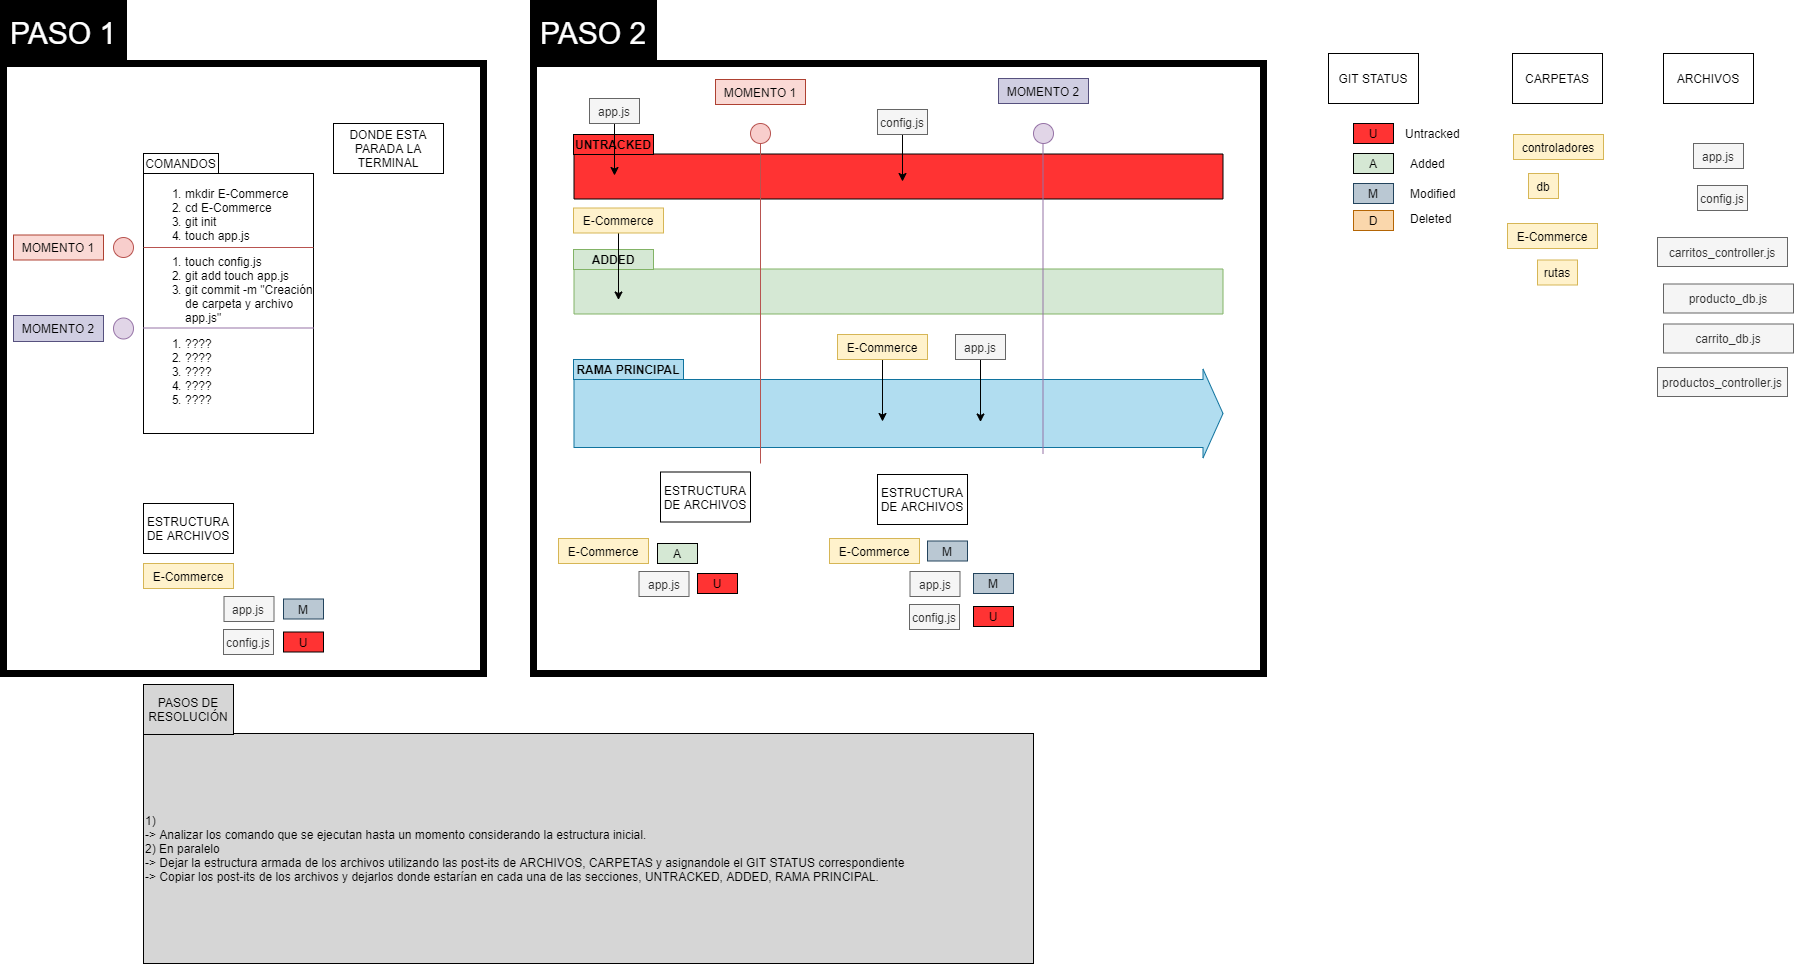 PASO 1
DONDE ESTA
PARADA LA
TERMINAL
COMANDOS
1. mkdir E-Commerce
2. cd E-Commerce
3. git init
4. touch app.js
MOMENTO 1
1. touch config.js
2. git add touch app.js
3. git commit -m "Creación
de carpeta y archivo
app.js"
MOMENTO 2
1. ????
2. ????
3. ????
4. ????
5. ????
ESTRUCTURA
DE ARCHIVOS
E-Commerce
app.js
M
config.js
U
PASO 2
MOMENTO 1
MOMENTO 2
app.js
config.js
UNTRACKED
E-Commerce
ADDED
E-Commerce
app.js
RAMA PRINCIPAL
ESTRUCTURA
DE ARCHIVOS
E-Commerce
A
app.js
U
ESTRUCTURA
DE ARCHIVOS
E-Commerce
M
app.js
M
config.js
U
GIT STATUS
U
Untracked
A
Added
M
Modified
D
Deleted
CARPETAS
controladores
db
E-Commerce
rutas
ARCHIVOS
app.js
config.js
carritos_controller.js
producto_db.js
carrito_db.js
productos_controller.js
PASOS DE
RESOLUCIÓN
1)
-> Analizar los comando que se ejecutan hasta un momento considerando la estructura inicial.
2) En paralelo
-> Dejar la estructura armada de los archivos utilizando las post-its de ARCHIVOS, CARPETAS y asignandole el GIT STATUS correspondiente
-> Copiar los post-its de los archivos y dejarlos donde estarían en cada una de las secciones, UNTRACKED, ADDED, RAMA PRINCIPAL.